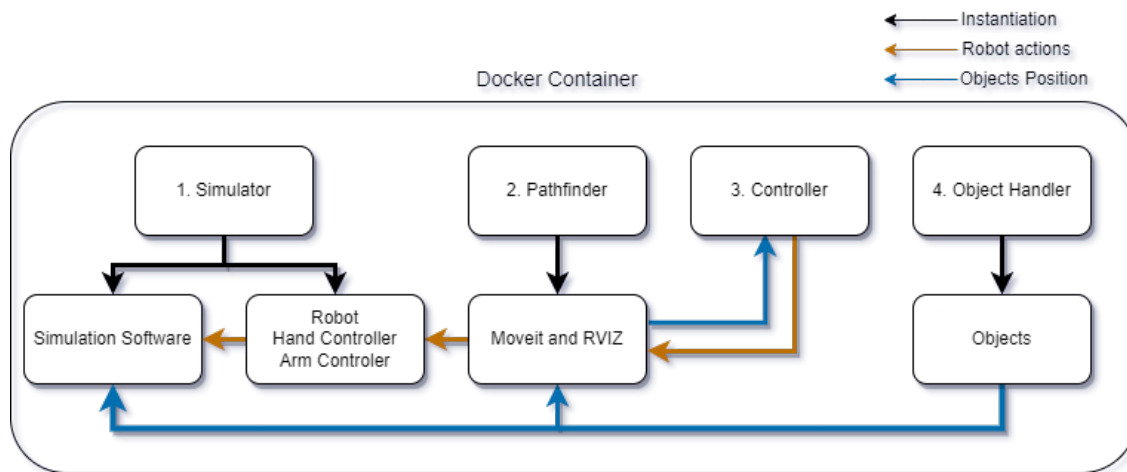 Instantiation
Robot actions
Objects Position
Docker Container
1. Simulator
2. Pathfinder
3. Controller
4. Object Handler
Simulation Software
Robot
Hand Controller
Arm Controler
Moveit and RVIZ
Objects